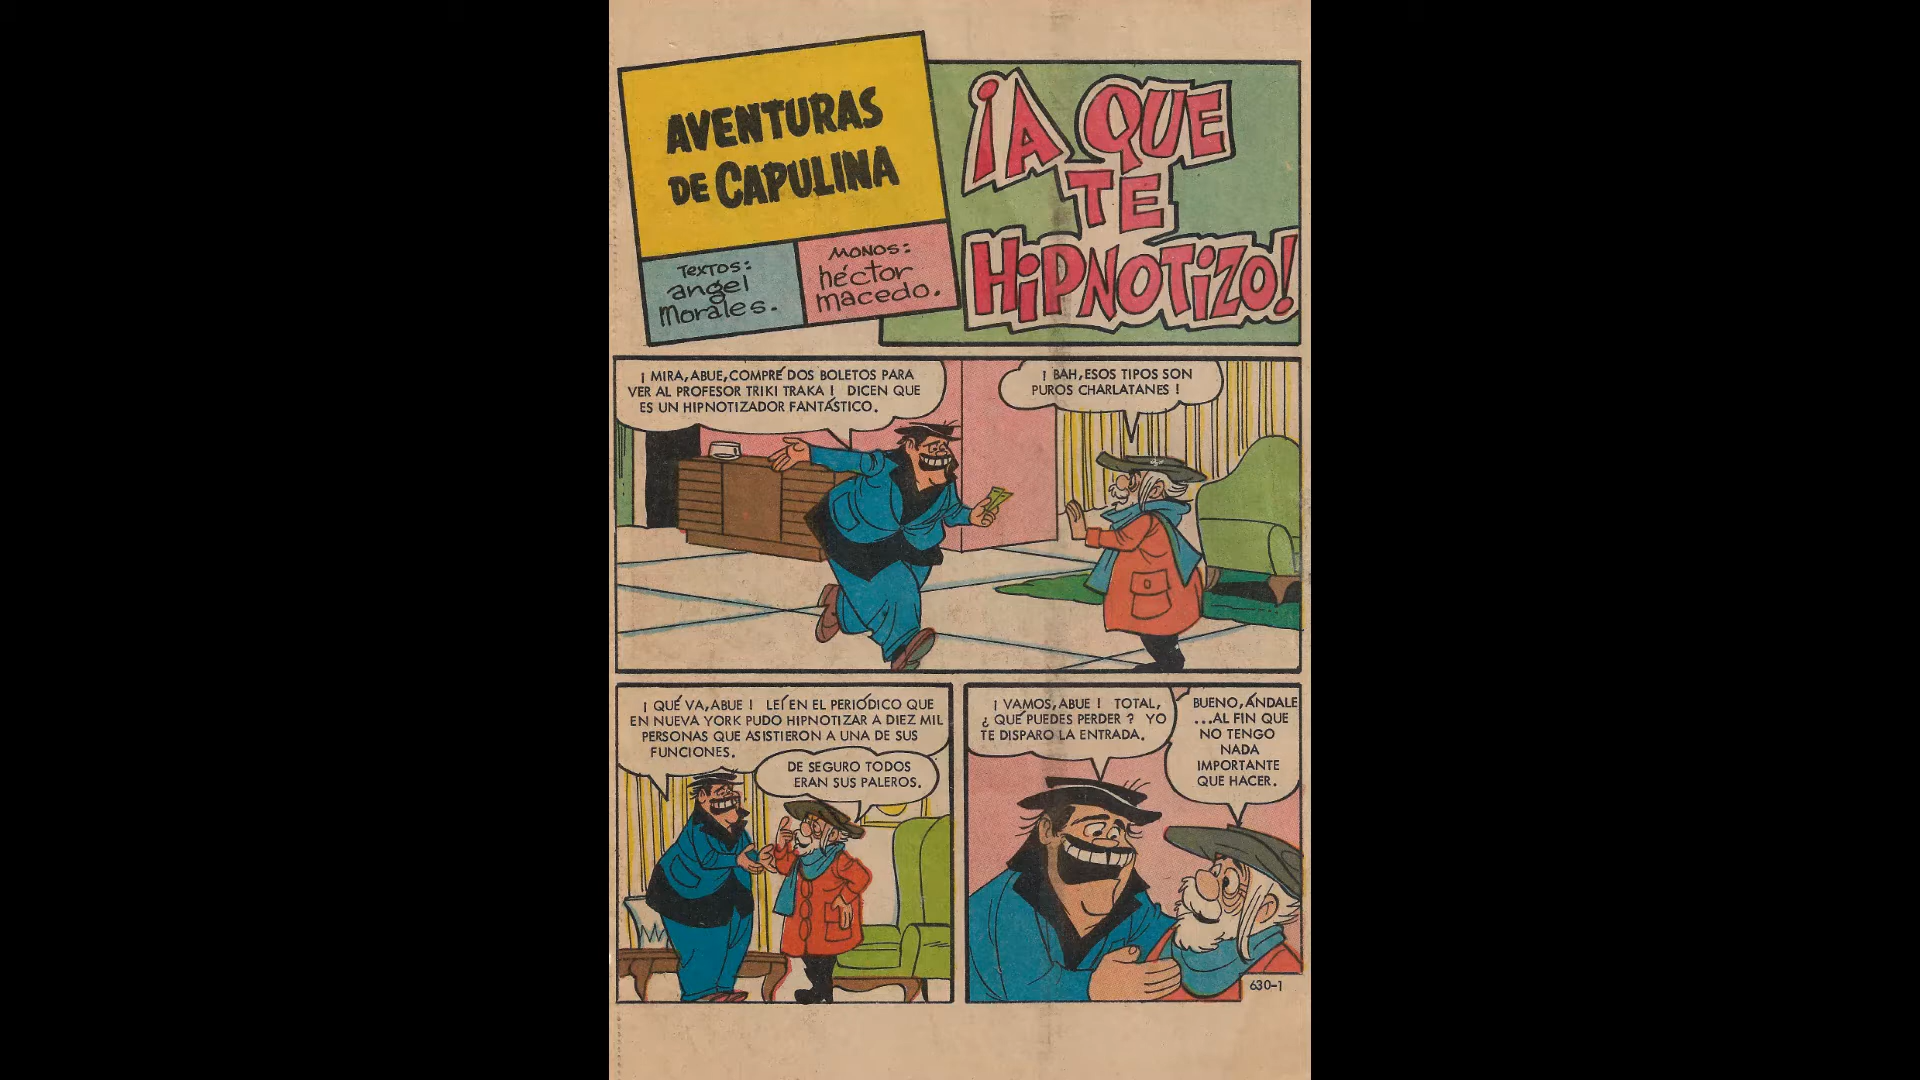 AVENTURAS
DE CAPULINA
TEXTOS:
angel
Morales.
MONOS:
héctor
macedo.
¡A QUE
TE
HiPNOTiZO!
¡ MIRA, ABUE, COMPRÉ DOS BOLETOS PARA
VER AL PROFESOR TRIKI TRAKA ! DICEN QUE
ES UN HIPNOTIZADOR FANTÁSTICO.
¡ BAH, ESOS TIPOS SON
PUROS CHARLATANES !
¡ QUÉ VA, ABUE ! LEÍ EN EL PERIÓDICO QUE
EN NUEVA YORK PUDO HIPNOTIZAR A DIEZ MIL
PERSONAS QUE ASISTIERON A UNA DE SUS
FUNCIONES.
DE SEGURO TODOS
ERAN SUS PALEROS.
¡ VAMOS, ABUE ! TOTAL,
¿ QUÉ PUEDES PERDER ? YO
TE DISPARO LA ENTRADA.
BUENO, ÁNDALE
...AL FIN QUE
NO TENGO
NADA
IMPORTANTE
QUE HACER.
630-1